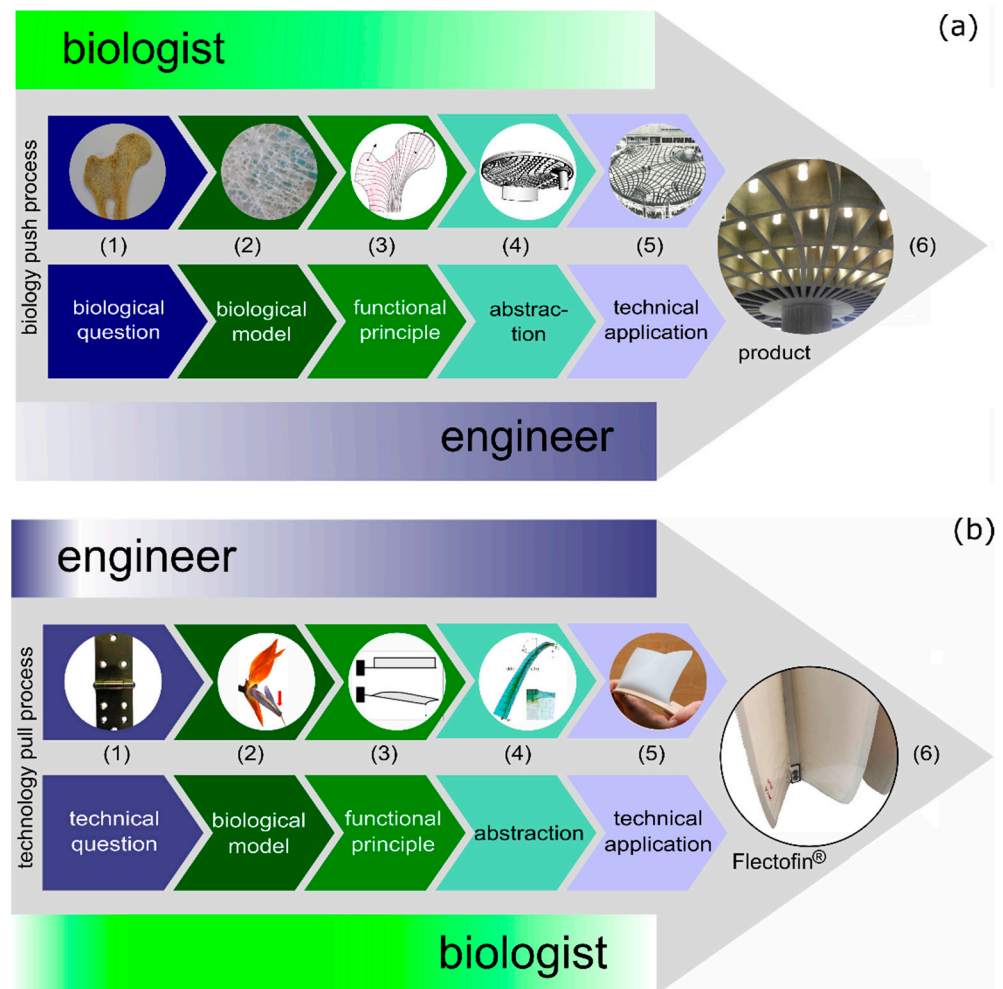 (a)
biologist
biology push process
(1)
(2)
(3)
(4)
(5)
(6)
biological
question
biological
model
functional
principle
abstrac-
tion
technical
application
product
engineer
(b)
engineer
technology pull process
(1)
(2)
(3)
(4)
(5)
(6)
technical
question
biological
model
functional
principle
abstraction
technical
application
Flectofin®
biologist